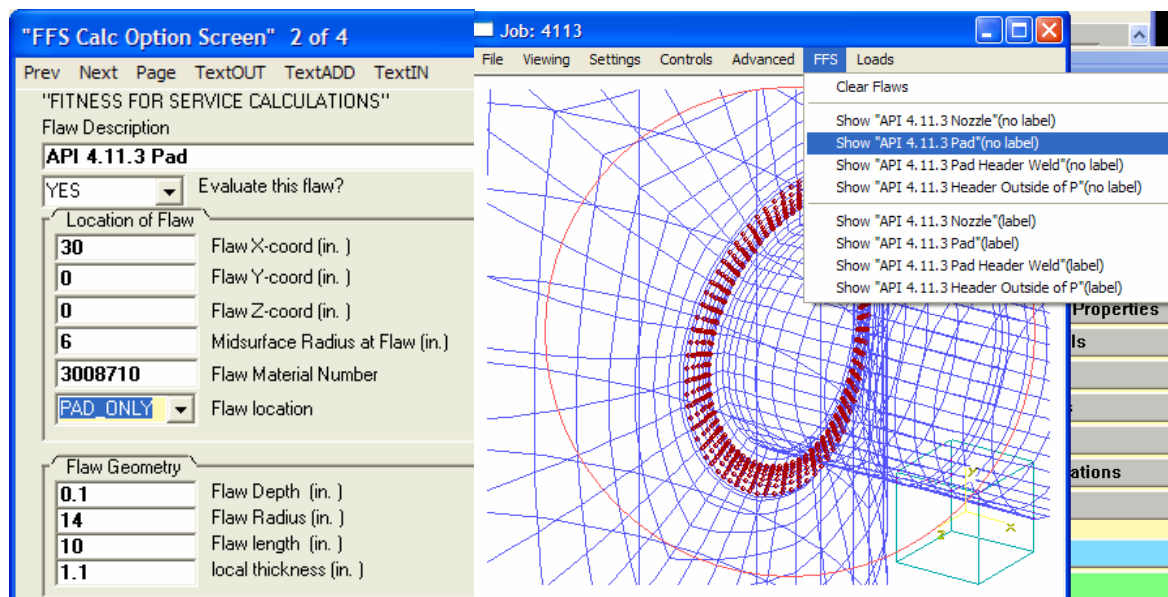 "FFS Calc Option Screen" 2 of 4
Prev Next Page TextOUT TextADD TextIN
"FITNESS FOR SERVICE CALCULATIONS"
Flaw Description
API 4.11.3 Pad
YES Evaluate this flaw?
Location of Flaw
30 Flaw X-coord (in. )
0 Flaw Y-coord (in. )
0 Flaw Z-coord (in. )
6 Midsurface Radius at Flaw (in.)
3008710 Flaw Material Number
PAD_ONLY Flaw location
Flaw Geometry
0.1 Flaw Depth (in. )
14 Flaw Radius (in. )
10 Flaw length (in. )
1.1 local thickness (in. )
Job: 4113
File Viewing Settings Controls Advanced FFS Loads
Clear Flaws
Show "API 4.11.3 Nozzle"(no label)
Show "API 4.11.3 Pad"(no label)
Show "API 4.11.3 Pad Header Weld"(no label)
Show "API 4.11.3 Header Outside of P"(no label)
Show "API 4.11.3 Nozzle"(label)
Show "API 4.11.3 Pad"(label)
Show "API 4.11.3 Pad Header Weld"(label)
Show "API 4.11.3 Header Outside of P"(label)
Y
X
Z
Properties
ls
ations